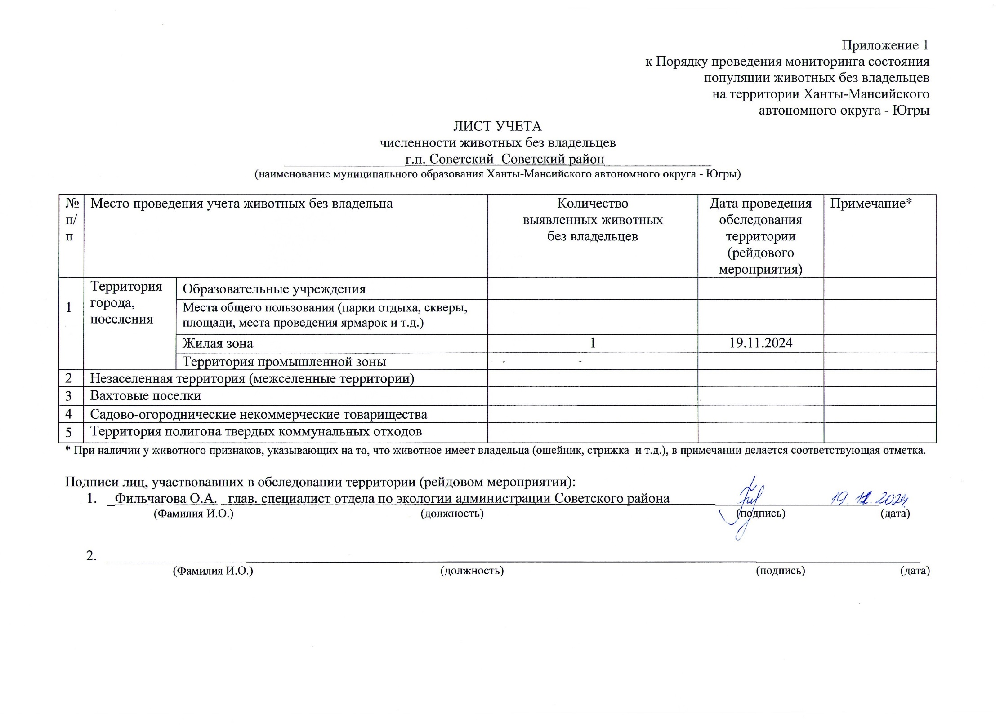 Приложение 1
к Порядку проведения мониторинга состояния
популяции животных без владельцев
на территории Ханты-Мансийского
автономного округа - Югры
ЛИСТ УЧЕТА
численности животных без владельцев
г.п. Советский Советский район
(наименование муниципального образования Ханты-Мансийского автономного округа - Югры)
№ п/п Место проведения учета животных без владельца Количество выявленных животных без владельцев Дата проведения обследования территории (рейдового мероприятия) Примечание*
1 Территория города, поселения Образовательные учреждения
Места общего пользования (парки отдыха, скверы,
площади, места проведения ярмарок и т.д.)
Жилая зона 1 19.11.2024
Территория промышленной зоны - -
2 Незаселенная территория (межселенные территории)
3 Вахтовые поселки
4 Садово-огороднические некоммерческие товарищества
5 Территория полигона твердых коммунальных отходов
* При наличии у животного признаков, указывающих на то, что животное имеет владельца (ошейник, стрижка и т.д.), в примечании делается соответствующая отметка.
Подписи лиц, участвовавших в обследовании территории (рейдовом мероприятии):
1. Фильчагова О.А. глав. специалист отдела по экологии администрации Советского района
(Фамилия И.О.) (должность) (подпись) (дата)
2.
(Фамилия И.О.) (должность) (подпись) (дата)